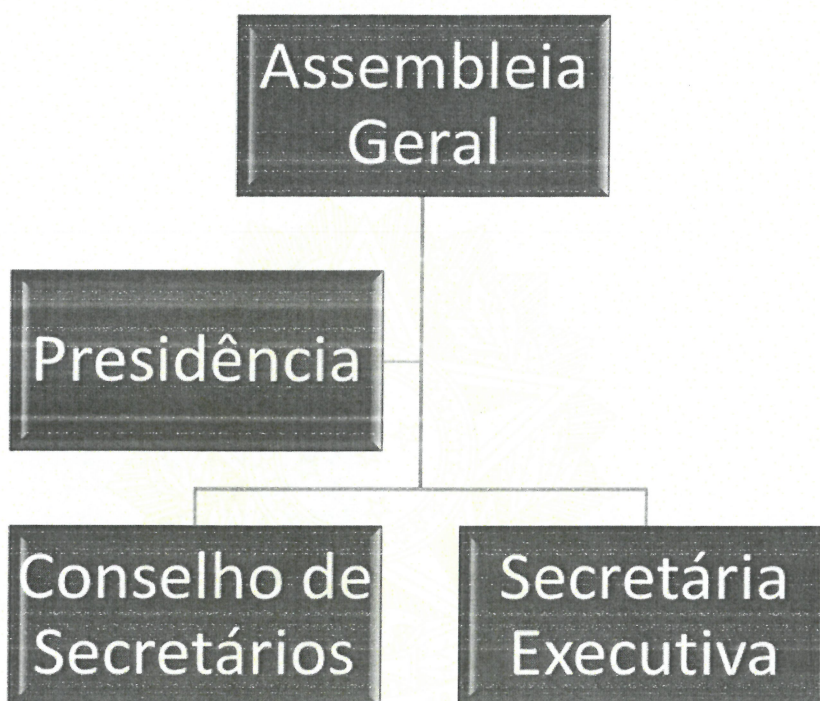 Assembleia
Geral
Presidência
Conselho de
Secretários
Secretária
Executiva